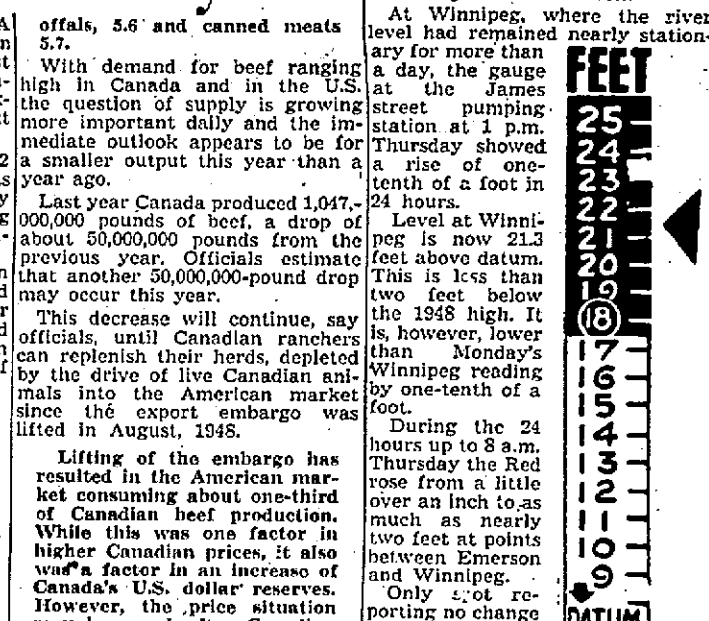 offals, 5.6 and canned meats
5.7.
With demand for beef ranging
high in Canada and in the U.S.
the question of supply is growing
more important daily and the im-
mediate outlook appears to be for
a smaller output this year than a
year ago.
Last year Canada produced 1,047,-
000,000 pounds of beef, a drop of
about 50,000,000 pounds from the
previous year. Officials estimate
that another 50,000,000-pound drop
may occur this year.
This decrease will continue, say
officials, until Canadian ranchers
can replenish their herds, depleted
by the drive of live Canadian ani-
mals into the American market
since the export embargo was
lifted in August, 1948.
Lifting of the embargo has
resulted in the American mar-
ket consuming about one-third
of Canadian beef production.
While this was one factor in
higher Canadian prices, it also
was a factor in an increase of
Canada's U.S. dollar reserves.
However, the price situation
At Winnipeg, where the river
level had remained nearly station-
ary for more than
a day, the gauge
at the James
street pumping
station at 1 p.m.
Thursday showed
a rise of one-
tenth of a foot in
24 hours.
Level at Winni-
peg is now 21.3
feet above datum.
This is less than
two feet below
the 1948 high. It
is, however, lower
than Monday's
Winnipeg reading
by one-tenth of a
foot.
During the 24
hours up to 8 a.m.
Thursday the Red
rose from a little
over an inch to as
much as nearly
two feet at points
between Emerson
and Winnipeg.
Only spot re-
porting no change
FEET
25
24
23
22
21
20
19
18
17
16
15
14
13
12
11
10
9
DATUM